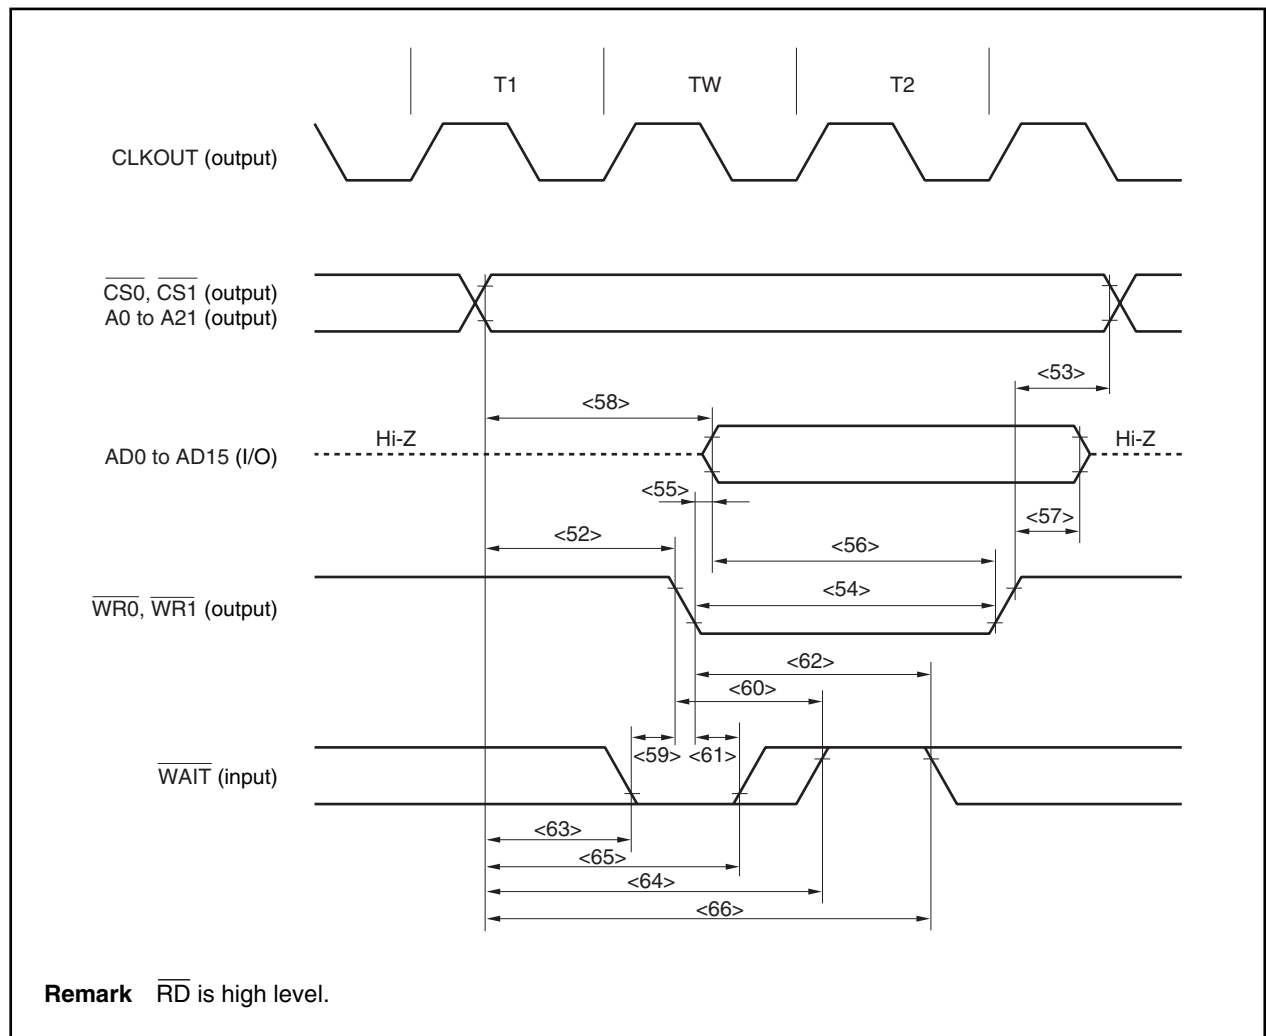 T1 TW T2
CLKOUT (output)
CS0, CS1 (output)
A0 to A21 (output)
<53>
<58>
Hi-Z Hi-Z
AD0 to AD15 (I/O)
<55>
<57>
<52>
<56>
<54>
WR0, WR1 (output)
<62>
<60>
<59> <61>
WAIT (input)
<63>
<65>
<64>
<66>
Remark RD is high level.